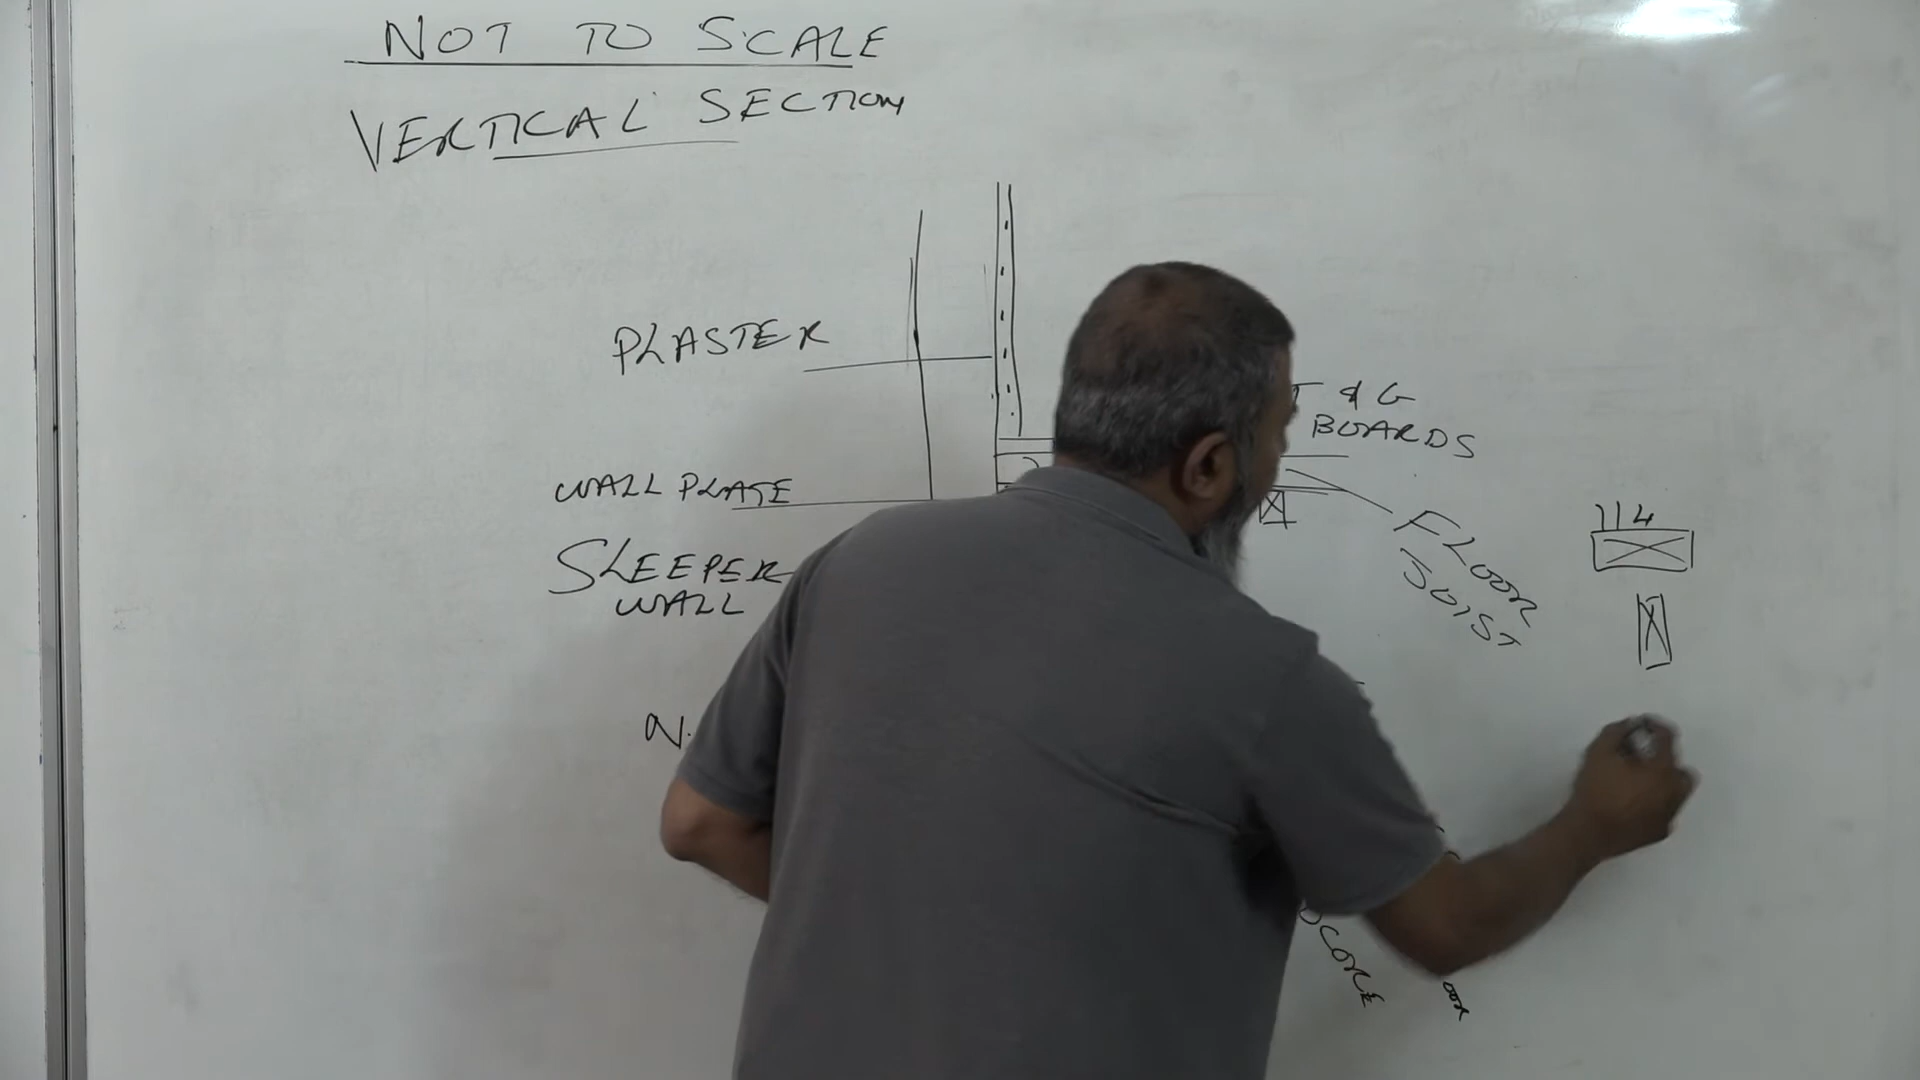 NOT TO SCALE
VERTICAL SECTION
PLASTER
T & G
BOARDS
WALL PLATE
SLEEPER
WALL
FLOOR
JOIST
114
N.